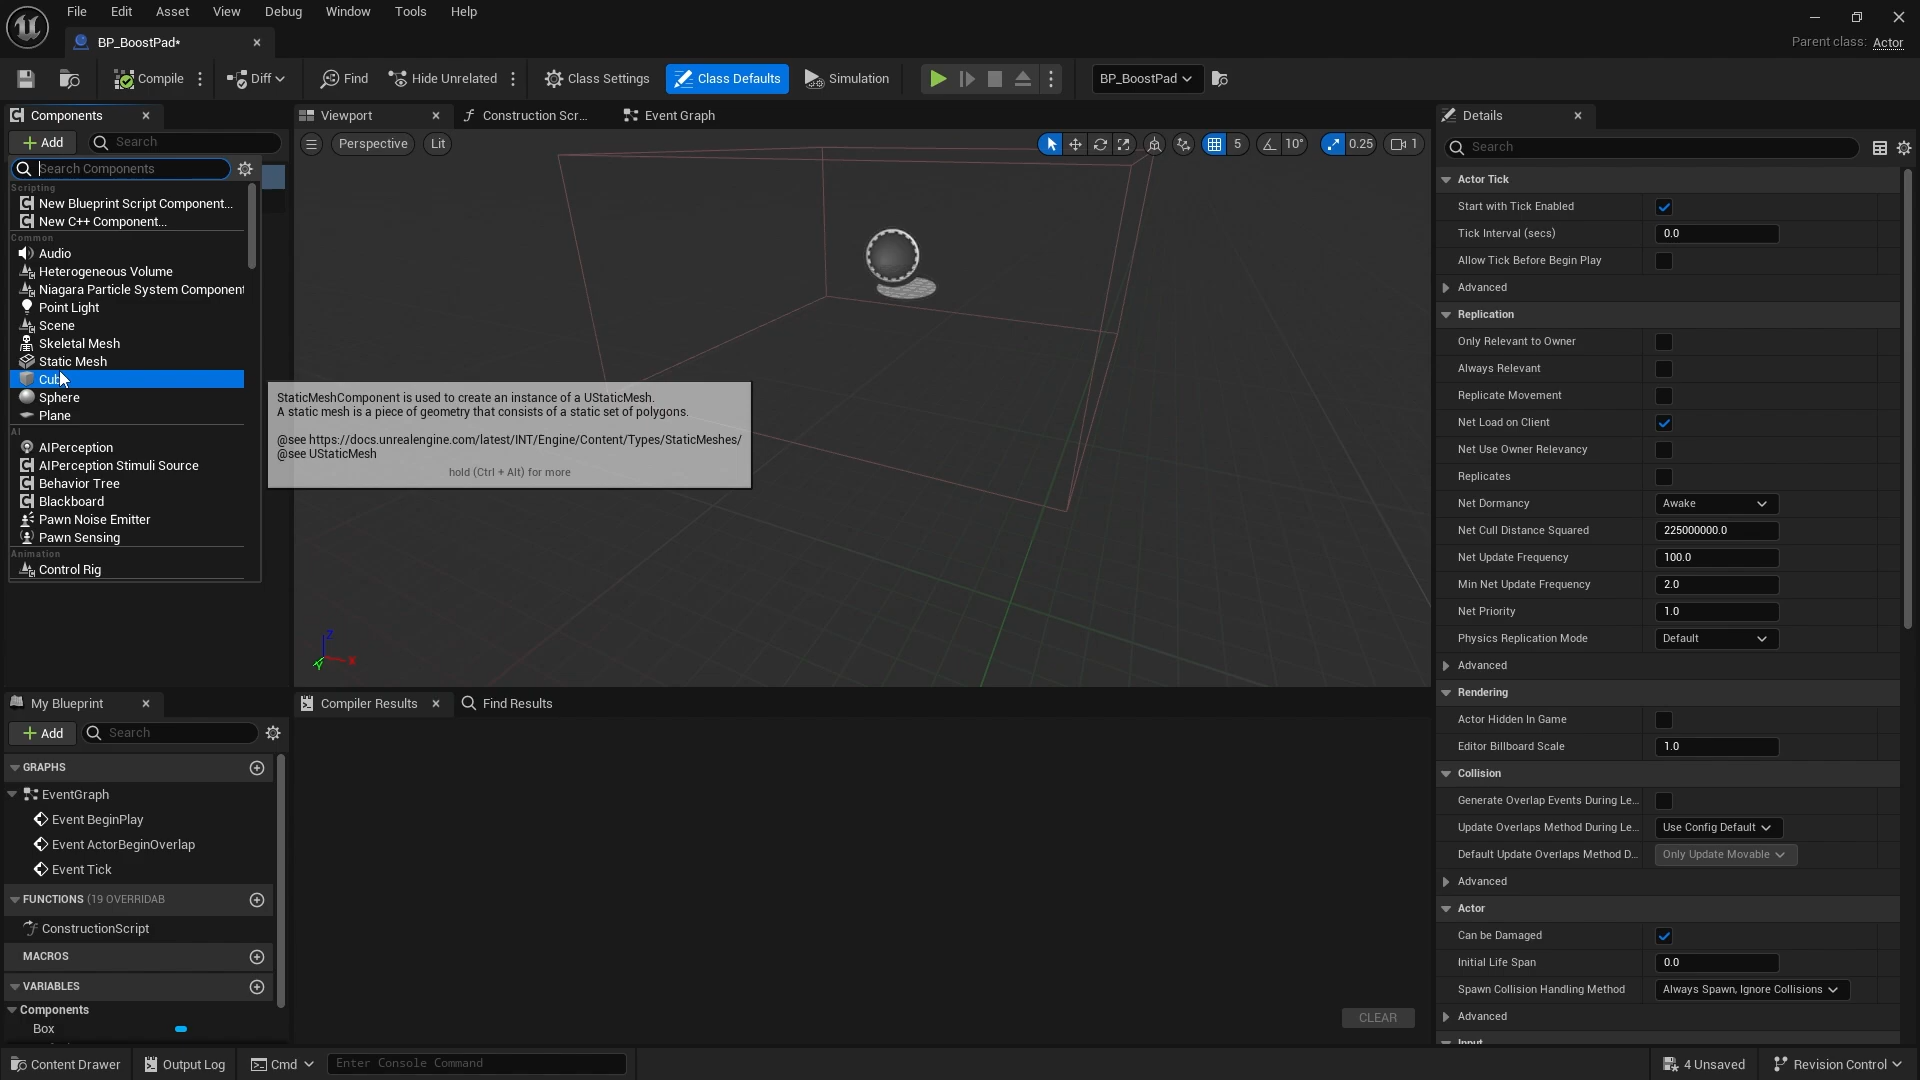 File Edit Asset View Debug Window Tools Help
BP_BoostPad*
Parent class: Actor
Compile Diff Find Hide Unrelated Class Settings Class Defaults Simulation BP_BoostPad
Components
Add Search
Search Components
Scripting
New Blueprint Script Component...
New C++ Component...
Common
Audio
Heterogeneous Volume
Niagara Particle System Component
Point Light
Scene
Skeletal Mesh
Static Mesh
Sphere
Plane
AI
AIPerception
AIPerception Stimuli Source
Behavior Tree
Blackboard
Pawn Noise Emitter
Pawn Sensing
Animation
Control Rig
Viewport Construction Scr... Event Graph
Perspective Lit 5 10° 0.25 1
StaticMeshComponent is used to create an instance of a UStaticMesh.
A static mesh is a piece of geometry that consists of a static set of polygons.
@see https://docs.unrealengine.com/latest/INT/Engine/Content/Types/StaticMeshes/
@see UStaticMesh
hold (Ctrl + Alt) for more
Z
X
Y
My Blueprint
Add Search
GRAPHS
EventGraph
Event BeginPlay
Event ActorBeginOverlap
Event Tick
FUNCTIONS (19 OVERRIDAB
ConstructionScript
MACROS
VARIABLES
Components
Box
Compiler Results Find Results
CLEAR
Details
Search
Actor Tick
Start with Tick Enabled
Tick Interval (secs) 0.0
Allow Tick Before Begin Play
Advanced
Replication
Only Relevant to Owner
Always Relevant
Replicate Movement
Net Load on Client
Net Use Owner Relevancy
Replicates
Net Dormancy Awake
Net Cull Distance Squared 225000000.0
Net Update Frequency 100.0
Min Net Update Frequency 2.0
Net Priority 1.0
Physics Replication Mode Default
Advanced
Rendering
Actor Hidden In Game
Editor Billboard Scale 1.0
Collision
Generate Overlap Events During Le...
Update Overlaps Method During Le... Use Config Default
Default Update Overlaps Method D... Only Update Movable
Advanced
Actor
Can be Damaged
Initial Life Span 0.0
Spawn Collision Handling Method Always Spawn, Ignore Collisions
Advanced
Input
Content Drawer Output Log Cmd Enter Console Command 4 Unsaved Revision Control